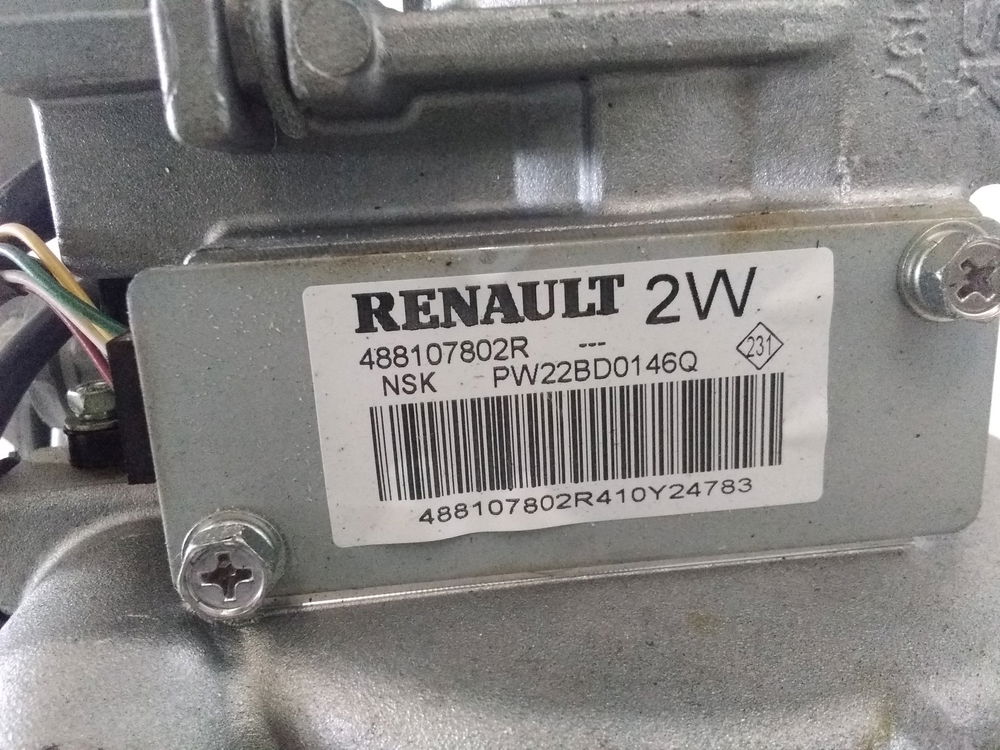 RENAULT 2W
488107802R ---
231
NSK PW22BD0146Q
488107802R410Y24783